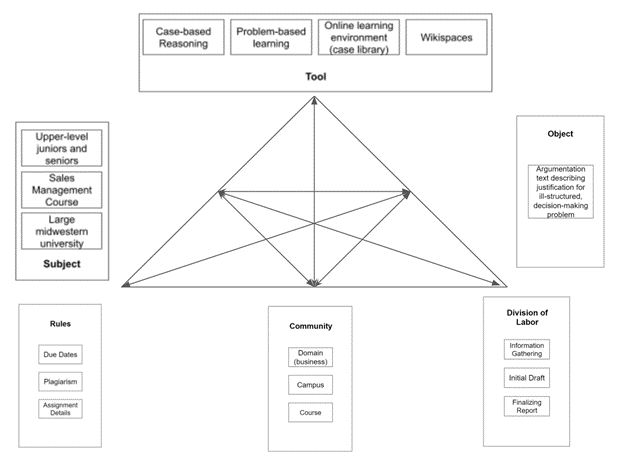 Case-based
Reasoning
Problem-based
learning
Online learning
environment
(case library)
Wikispaces
Tool
Upper-level
juniors and
seniors
Sales
Management
Course
Large
midwestern
university
Subject
Object
Argumentation
text describing
justification for
ill-structured,
decision-making
problem
Rules
Due Dates
Plagiarism
Assignment
Details
Community
Domain
(business)
Campus
Course
Division of
Labor
Information
Gathering
Initial Draft
Finalizing
Report